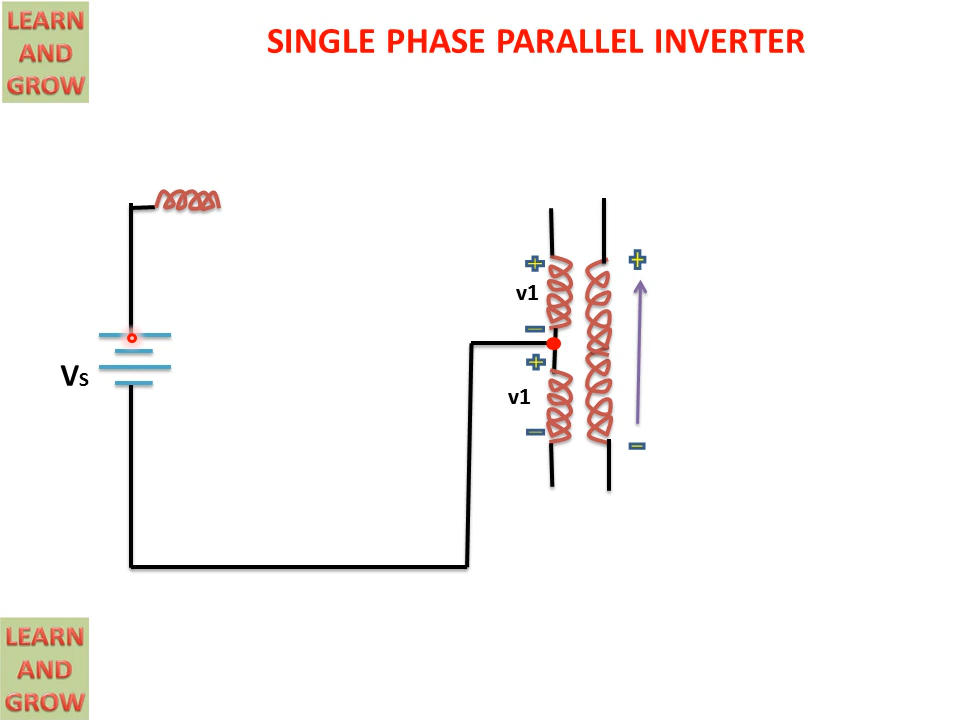 LEARN
AND
GROW
SINGLE PHASE PARALLEL INVERTER
+ +
v1
−
+
Vs
v1
− −
LEARN
AND
GROW